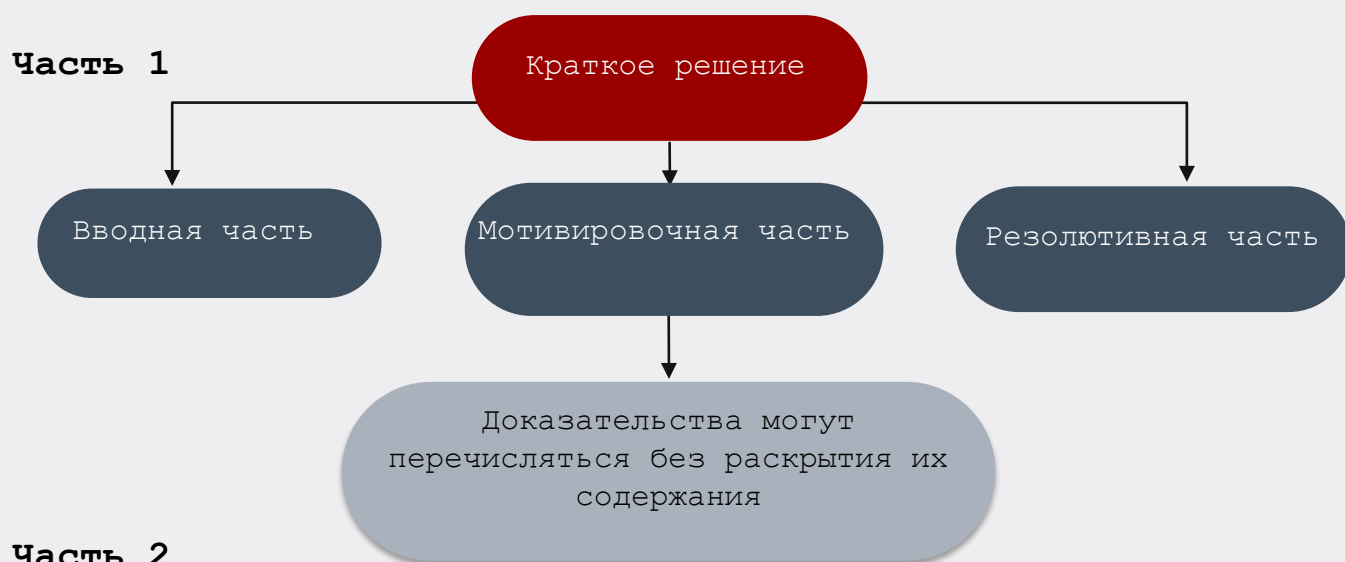 Часть 1
Краткое решение
Вводная часть
Мотивировочная часть
Резолютивная часть
Доказательства могут
перечисляться без раскрытия их
содержания
Часть 2